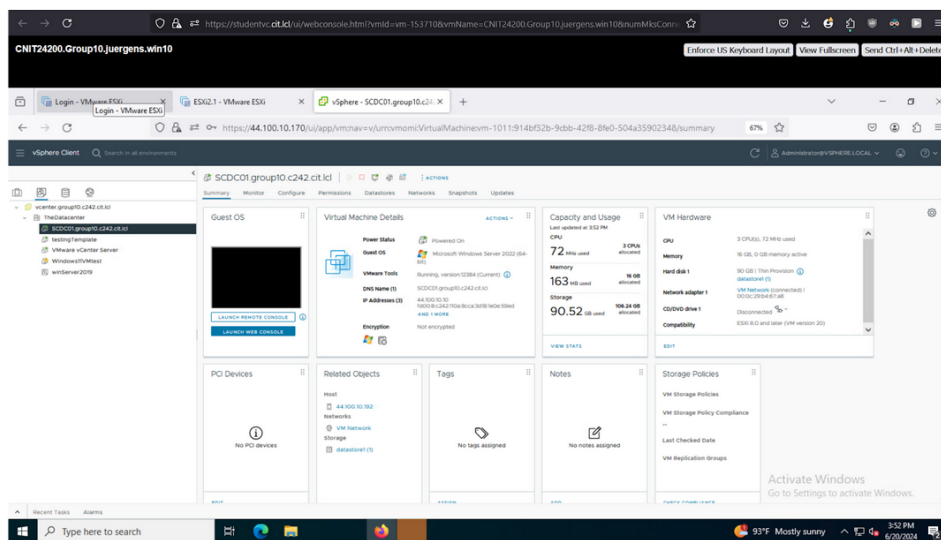 https://studentvc.cit.lcl/ui/webconsole.html?vmId=vm-153710&vmName=CNIT24200.Group10.juergens.win10&numMksConn
CNIT24200.Group10.juergens.win10
Enforce US Keyboard Layout View Fullscreen Send Ctrl+Alt+Delete
Login - VMware ESXi
ESXi2.1 - VMware ESXi
vSphere - SCDC01.group10.c24
Login - VMware ESXi
https://44.100.10.170/ui/app/vm;nav=v/urn:vmomi:VirtualMachine:vm-1011:914bf32b-9cbb-42f8-8fe0-504a35902348/summary 67%
vSphere Client Search in all environments Administrator@VSPHERE.LOCAL
SCDC01.group10.c242.cit.lcl ACTIONS
Summary Monitor Configure Permissions Datastores Networks Snapshots Updates
vcenter.group10.c242.cit.lcl
TheDatacenter
SCDC01.group10.c242.cit.lcl
testingTemplate
VMware vCenter Server
Windows11VMtest
winServer2019
Guest OS
LAUNCH REMOTE CONSOLE
LAUNCH WEB CONSOLE
Virtual Machine Details ACTIONS
Power Status Powered On
Guest OS Microsoft Windows Server 2022 (64-bit)
VMware Tools Running, version:12384 (Current)
DNS Name (1) SCDC01.group10.c242.cit.lcl
IP Addresses (3) 44.100.10.10
AND 1 MORE
Encryption Not encrypted
Capacity and Usage
Last updated at 3:52 PM
CPU
72 MHz used 3 CPUs allocated
Memory
163 MB used 16 GB allocated
Storage
90.52 GB used 106.24 GB allocated
VIEW STATS
VM Hardware
CPU 3 CPU(s), 72 MHz used
Memory 16 GB, 0 GB memory active
Hard disk 1 90 GB | Thin Provision
datastore1 (1)
Network adapter 1 VM Network (connected) |
00:0c:29:b4:67:a8
CD/DVD drive 1 Disconnected
Compatibility ESXi 8.0 and later (VM version 20)
EDIT
PCI Devices
No PCI devices
EDIT
Related Objects
Host
44.100.10.192
Networks
VM Network
Storage
datastore1 (1)
Tags
No tags assigned
ASSIGN
Notes
No notes assigned
ADD
Storage Policies
VM Storage Policies
VM Storage Policy Compliance
--
Last Checked Date
VM Replication Groups
CHECK COMPLIANCE
Activate Windows
Go to Settings to activate Windows.
Recent Tasks Alarms
Type here to search
93°F Mostly sunny
3:52 PM
6/20/2024